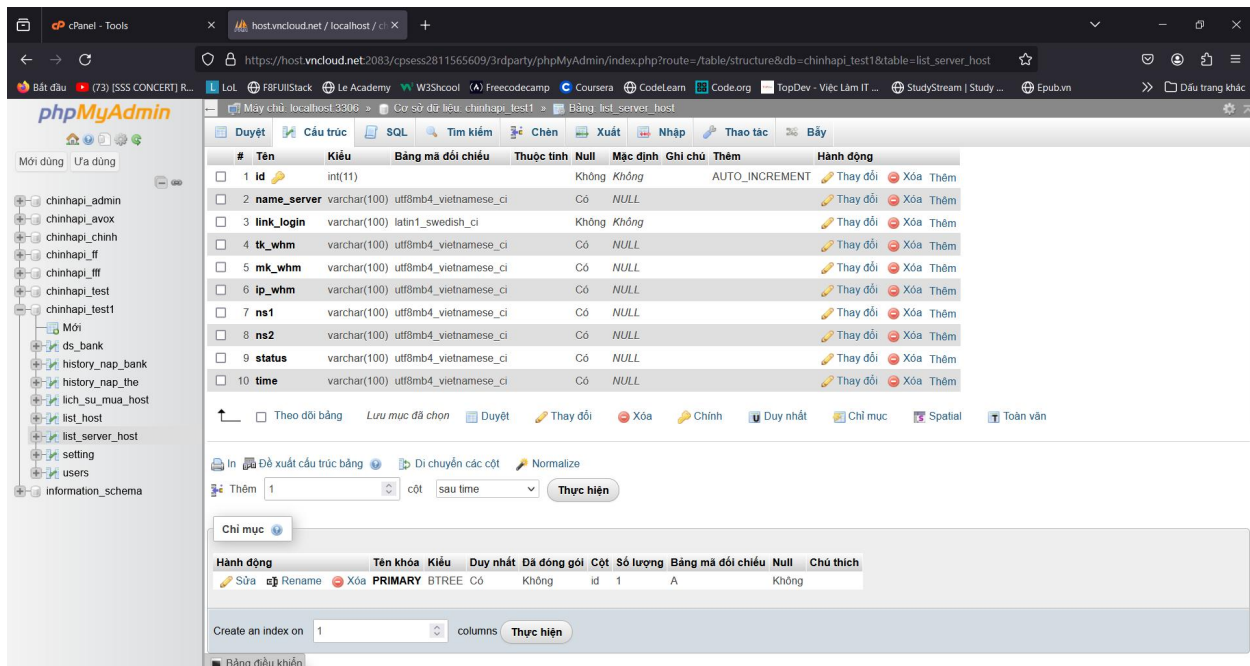 cPanel - Tools
host.vncloud.net / localhost / ch
https://host.vncloud.net:2083/cpsess2811565609/3rdparty/phpMyAdmin/index.php?route=/table/structure&db=chinhapi_test1&table=list_server_host
Bắt đầu (73) [SSS CONCERT] R... LoL F8FUllStack Le Academy W3Shcool Freecodecamp Coursera CodeLearn Code.org TopDev - Việc Làm IT ... StudyStream | Study ... Epub.vn Dấu trang khác
phpMyAdmin
Mới dùng Ưa dùng
chinhapi_admin
chinhapi_avox
chinhapi_chinh
chinhapi_ff
chinhapi_fff
chinhapi_test
chinhapi_test1
Mới
ds_bank
history_nap_bank
history_nap_the
lich_su_mua_host
list_host
list_server_host
setting
users
information_schema
Máy chủ: localhost:3306 » Cơ sở dữ liệu: chinhapi_test1 » Bảng: list_server_host
Duyệt Cấu trúc SQL Tìm kiếm Chèn Xuất Nhập Thao tác Bẫy
# Tên Kiểu Bảng mã đối chiếu Thuộc tính Null Mặc định Ghi chú Thêm Hành động
1 id int(11) Không Không AUTO_INCREMENT Thay đổi Xóa Thêm
2 name_server varchar(100) utf8mb4_vietnamese_ci Có NULL Thay đổi Xóa Thêm
3 link_login varchar(100) latin1_swedish_ci Không Không Thay đổi Xóa Thêm
4 tk_whm varchar(100) utf8mb4_vietnamese_ci Có NULL Thay đổi Xóa Thêm
5 mk_whm varchar(100) utf8mb4_vietnamese_ci Có NULL Thay đổi Xóa Thêm
6 ip_whm varchar(100) utf8mb4_vietnamese_ci Có NULL Thay đổi Xóa Thêm
7 ns1 varchar(100) utf8mb4_vietnamese_ci Có NULL Thay đổi Xóa Thêm
8 ns2 varchar(100) utf8mb4_vietnamese_ci Có NULL Thay đổi Xóa Thêm
9 status varchar(100) utf8mb4_vietnamese_ci Có NULL Thay đổi Xóa Thêm
10 time varchar(100) utf8mb4_vietnamese_ci Có NULL Thay đổi Xóa Thêm
Theo dõi bảng Lưu mục đã chọn Duyệt Thay đổi Xóa Chính Duy nhất Chỉ mục Spatial Toàn văn
In Đề xuất cấu trúc bảng Di chuyển các cột Normalize
Thêm 1 cột sau time Thực hiện
Chỉ mục
Hành động Tên khóa Kiểu Duy nhất Đã đóng gói Cột Số lượng Bảng mã đối chiếu Null Chú thích
Sửa Rename Xóa PRIMARY BTREE Có Không id 1 A Không
Create an index on 1 columns Thực hiện
Bảng điều khiển